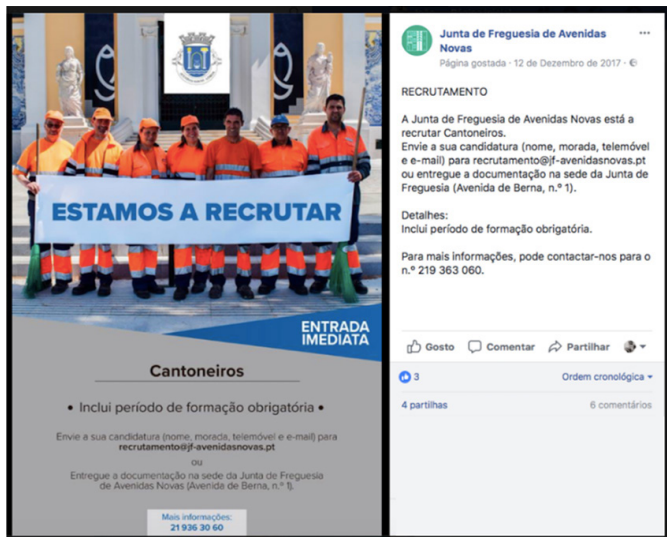 ESTAMOS A RECRUTAR
ENTRADA
IMEDIATA
Cantoneiros
• Inclui período de formação obrigatória •
Envie a sua candidatura (nome, morada, telemóvel e e-mail) para
recrutamento@jf-avenidasnovas.pt
ou
Entregue a documentação na sede da Junta de Freguesia
de Avenidas Novas (Avenida de Berna, n.º 1).
Mais informações:
21 936 30 60
Junta de Freguesia de Avenidas
Novas
Página gostada · 12 de Dezembro de 2017 ·
RECRUTAMENTO
A Junta de Freguesia de Avenidas Novas está a
recrutar Cantoneiros.
Envie a sua candidatura (nome, morada, telemóvel
e e-mail) para recrutamento@jf-avenidasnovas.pt
ou entregue a documentação na sede da Junta de
Freguesia (Avenida de Berna, n.º 1).
Detalhes:
Inclui período de formação obrigatória.
Para mais informações, pode contactar-nos para o
n.º 219 363 060.
Gosto Comentar Partilhar
3 Ordem cronológica
4 partilhas 6 comentários